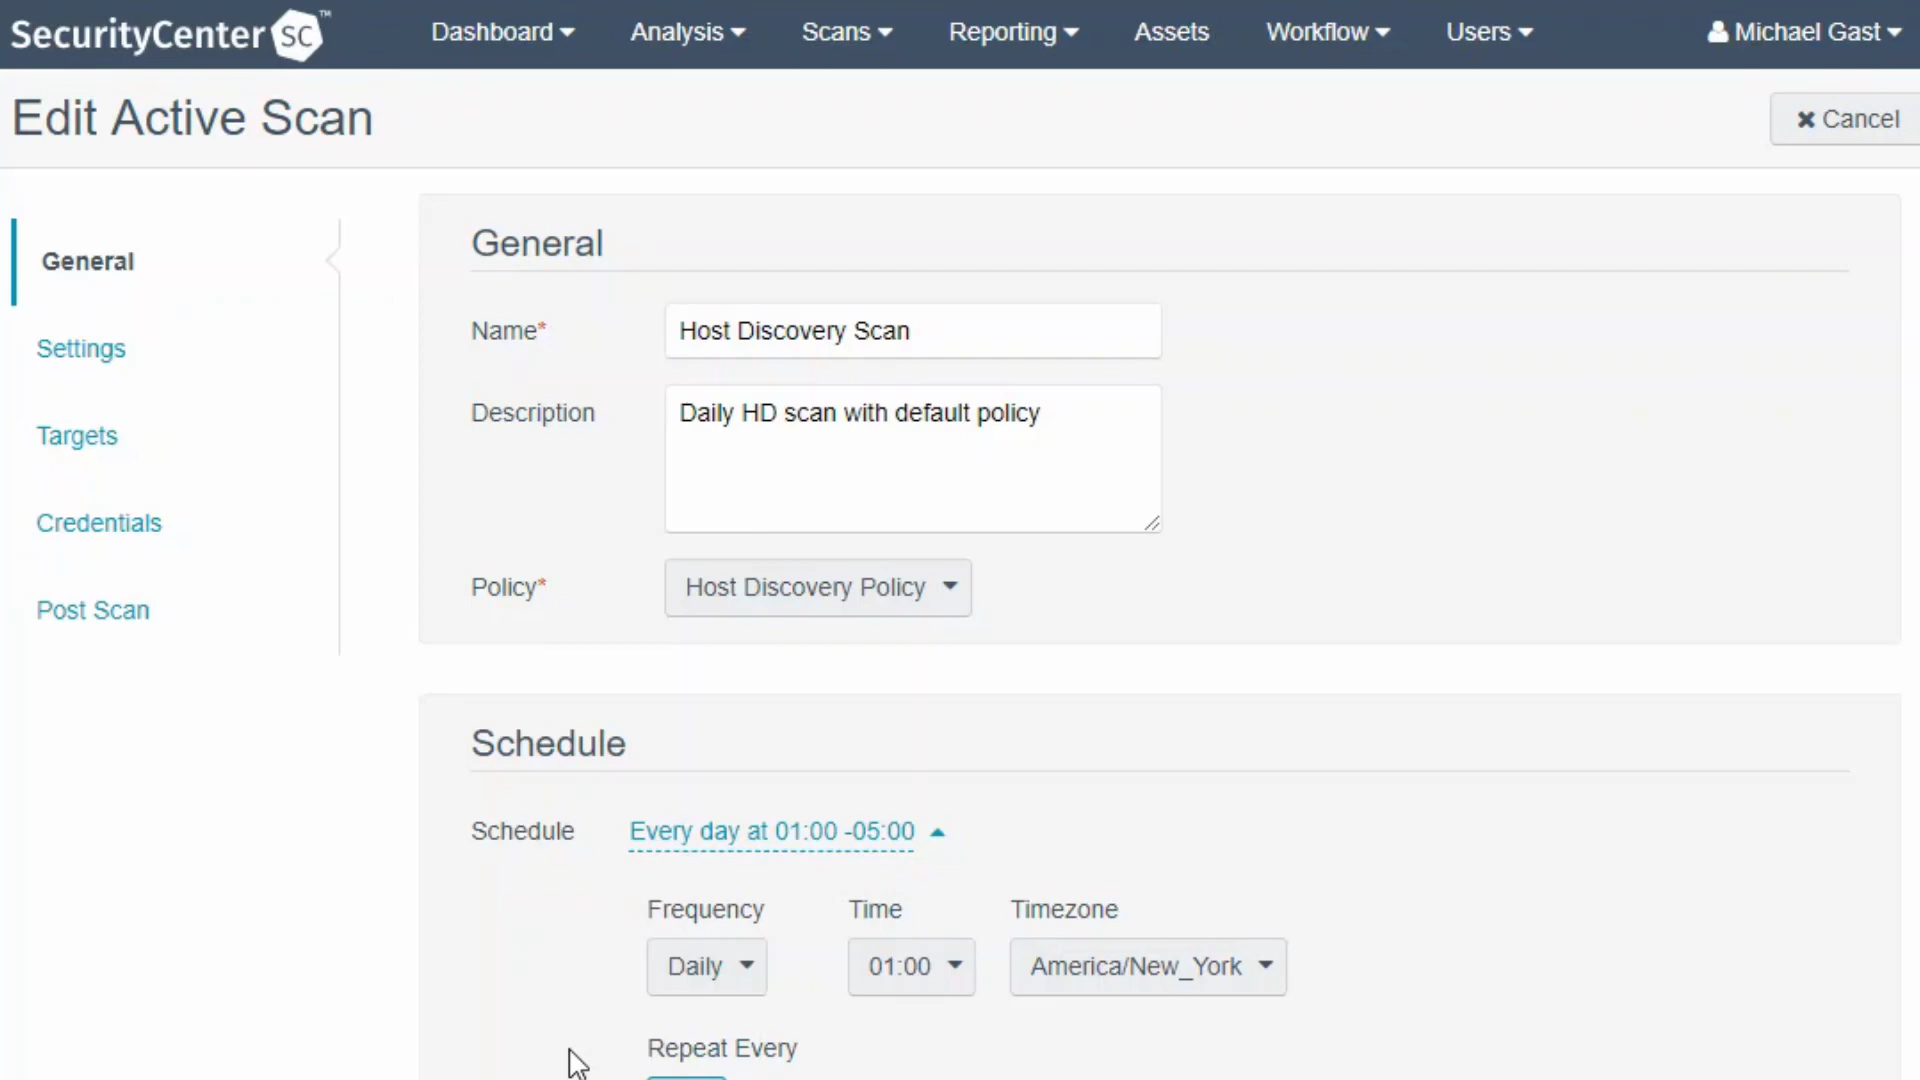 SecurityCenter SC™
Dashboard
Analysis
Scans
Reporting
Assets
Workflow
Users
Michael Gast
Edit Active Scan
Cancel
General
Settings
Targets
Credentials
Post Scan
General
Name* Host Discovery Scan
Description Daily HD scan with default policy
Policy* Host Discovery Policy
Schedule
Schedule Every day at 01:00 -05:00
Frequency Time Timezone
Daily 01:00 America/New_York
Repeat Every